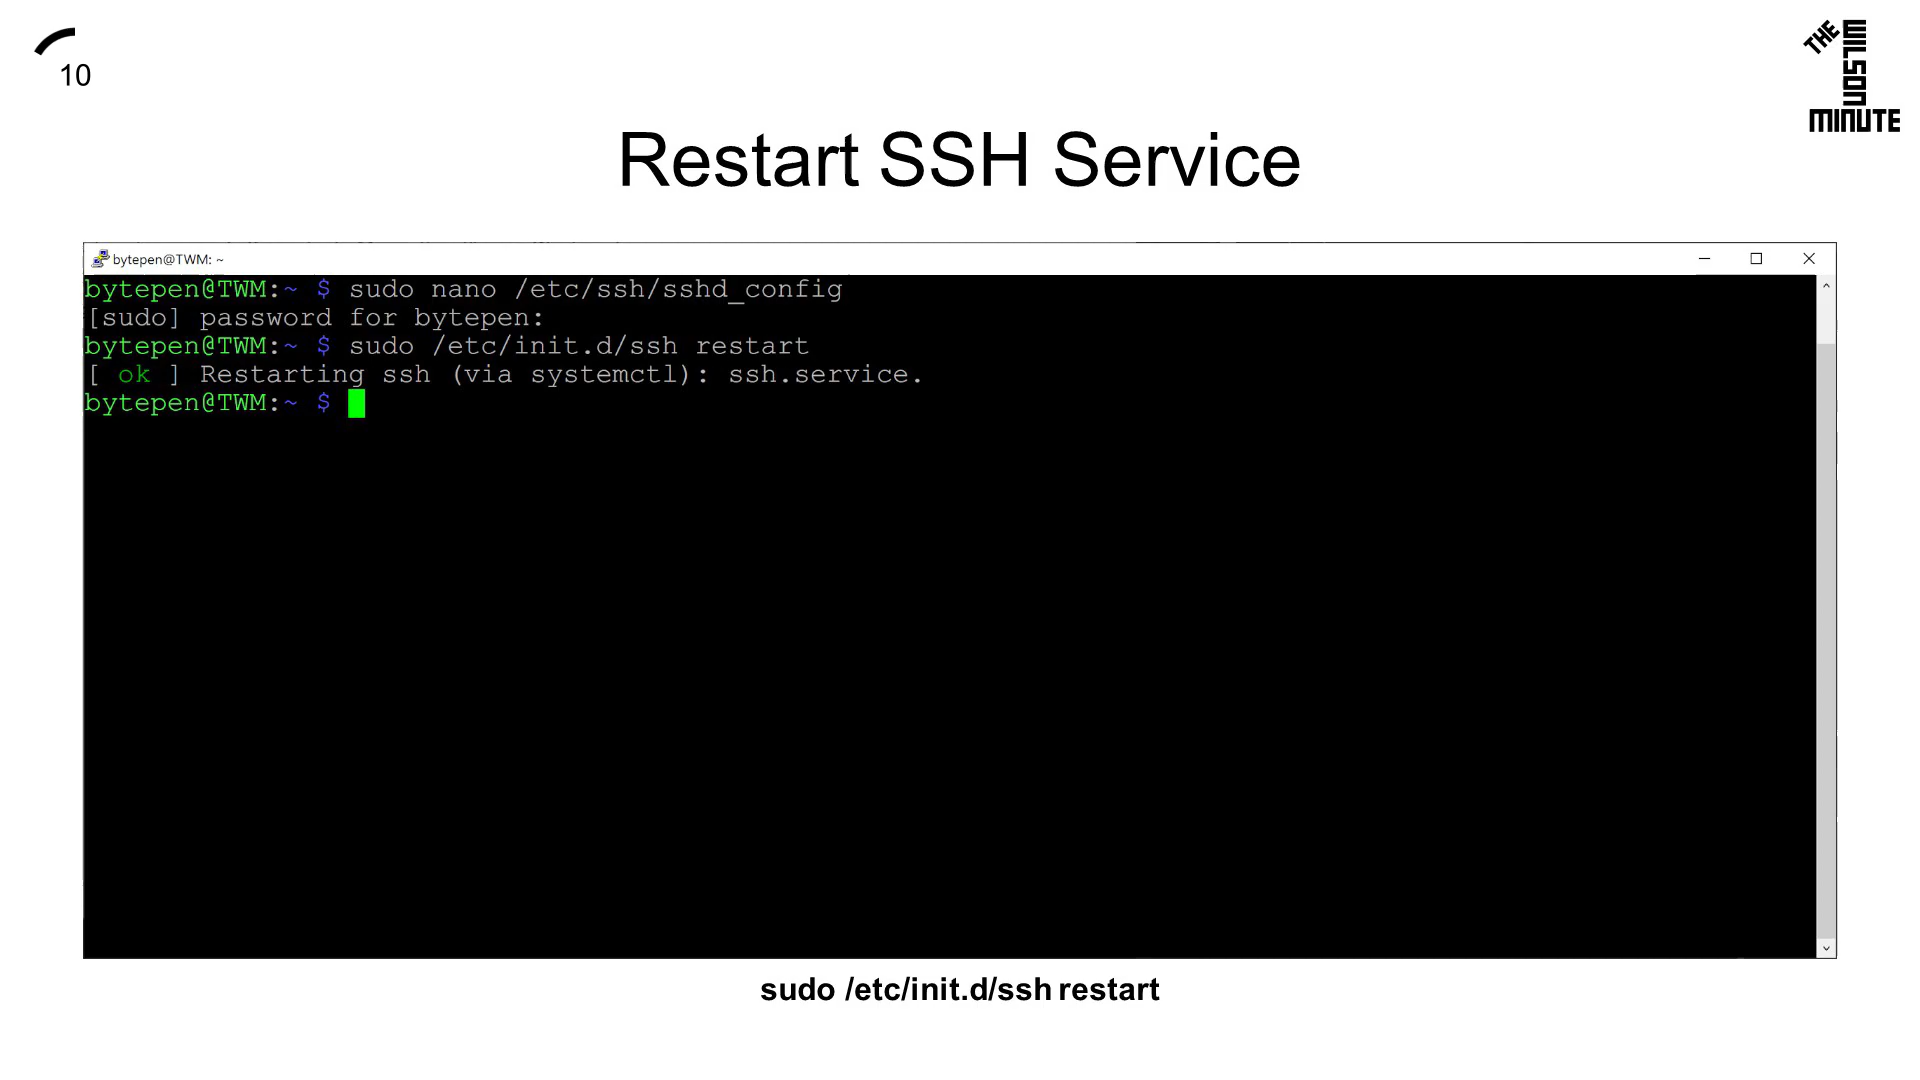 10
THE
WILSON
MINUTE
Restart SSH Service
bytepen@TWM: ~
bytepen@TWM:~ $ sudo nano /etc/ssh/sshd_config
[sudo] password for bytepen:
bytepen@TWM:~ $ sudo /etc/init.d/ssh restart
[ ok ] Restarting ssh (via systemctl): ssh.service.
bytepen@TWM:~ $
sudo /etc/init.d/ssh restart